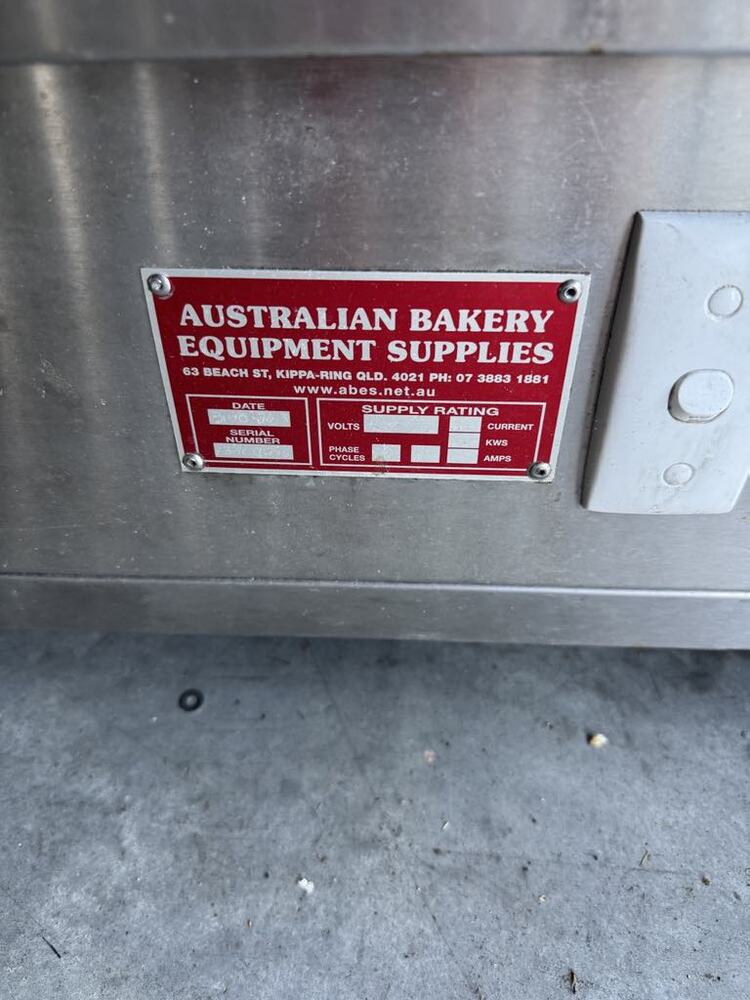 AUSTRALIAN BAKERY
EQUIPMENT SUPPLIES
63 BEACH ST, KIPPA-RING QLD. 4021 PH: 07 3883 1881
www.abes.net.au
DATE
SERIAL
NUMBER
SUPPLY RATING
VOLTS
CURRENT
KWS
PHASE
CYCLES
AMPS